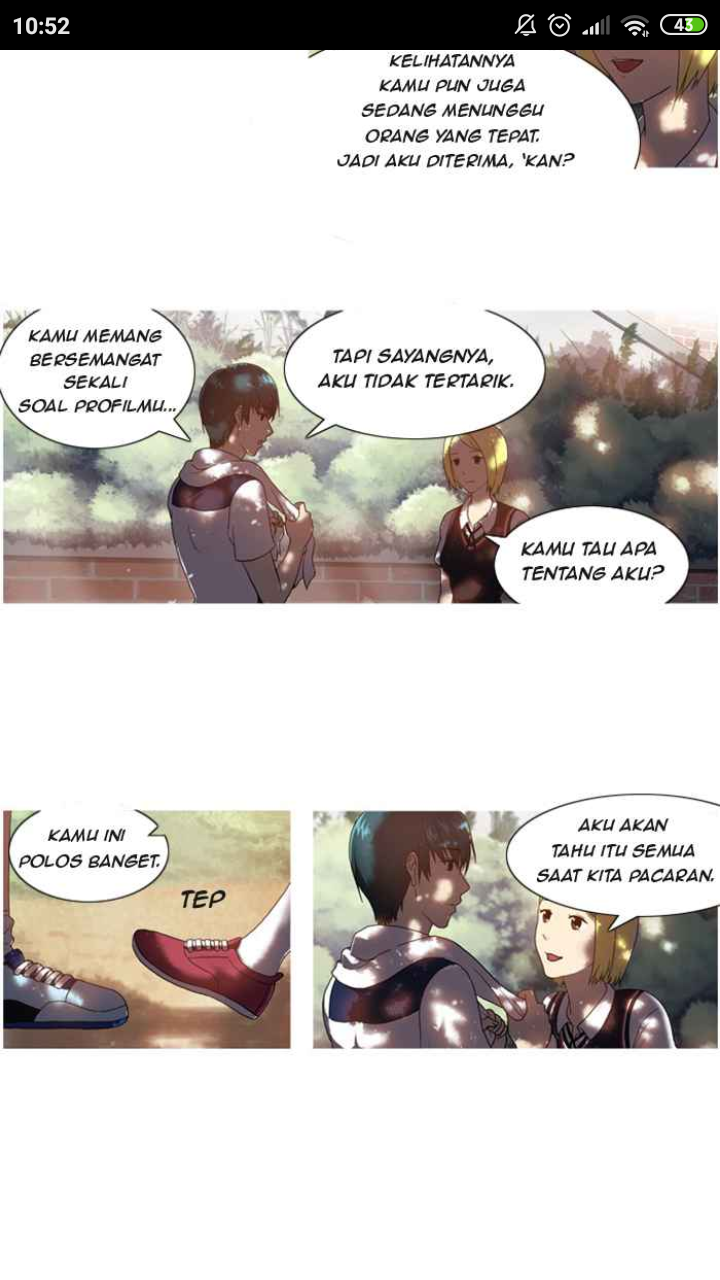 10:52
43
KELIHATANNYA
KAMU PUN JUGA
SEDANG MENUNGGU
ORANG YANG TEPAT.
JADI AKU DITERIMA, 'KAN?
KAMU MEMANG
BERSEMANGAT
SEKALI
SOAL PROFILMU...
TAPI SAYANGNYA,
AKU TIDAK TERTARIK.
KAMU TAU APA
TENTANG AKU?
KAMU INI
POLOS BANGET.
TEP
AKU AKAN
TAHU ITU SEMUA
SAAT KITA PACARAN.